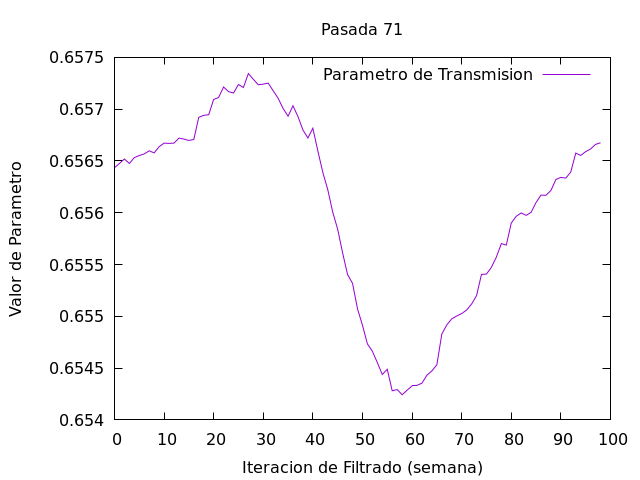 Pasada 71
Parametro de Transmision
0.6575
0.657
0.6565
0.656
0.6555
0.655
0.6545
0.654
Valor de Parametro
0 10 20 30 40 50 60 70 80 90 100
Iteracion de Filtrado (semana)